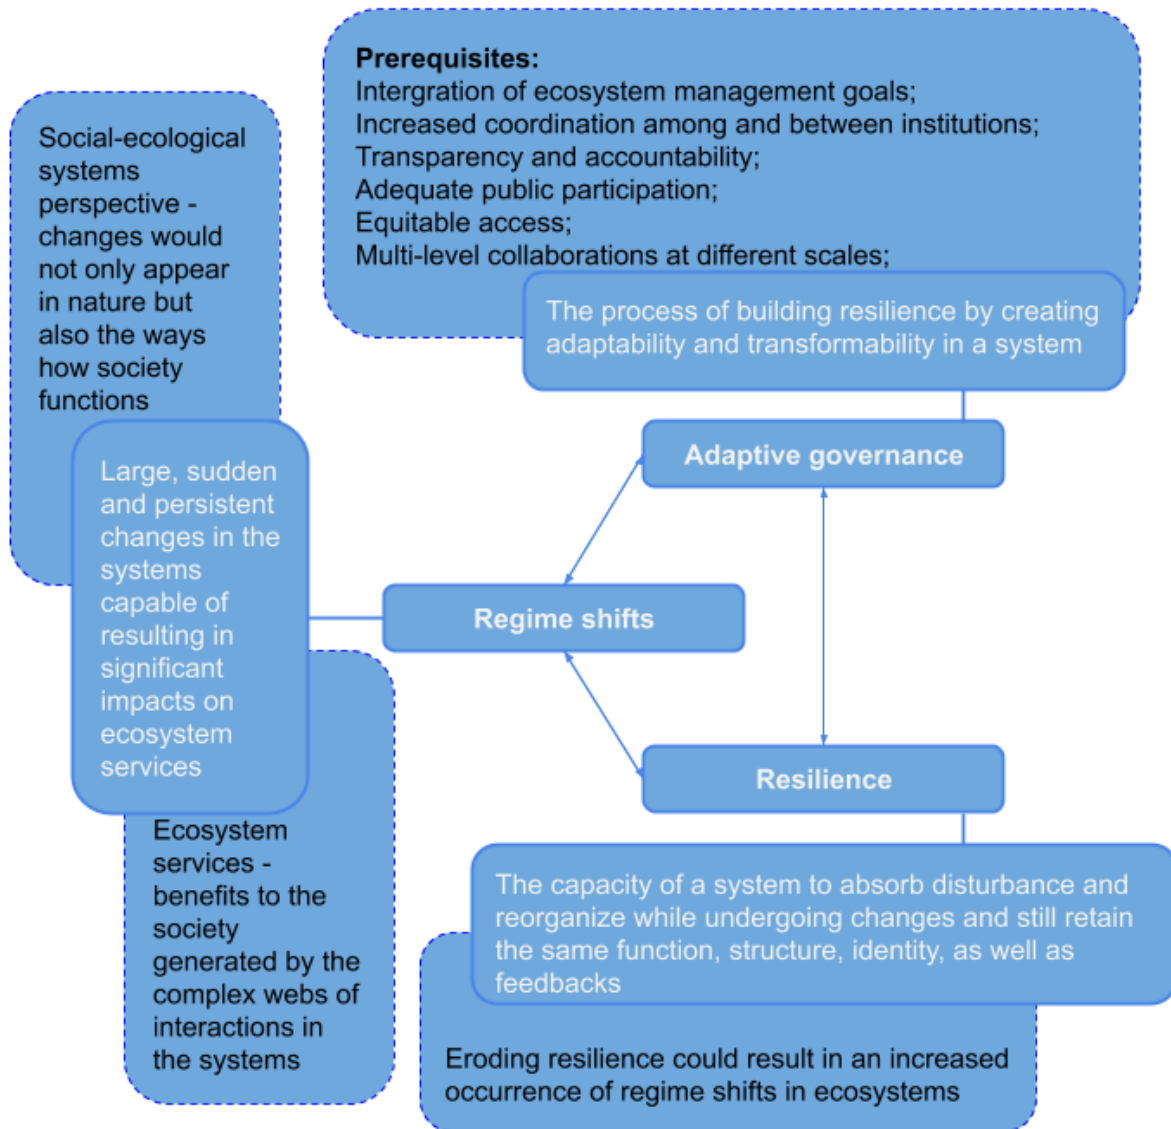 Prerequisites:
Intergration of ecosystem management goals;
Increased coordination among and between institutions;
Transparency and accountability;
Adequate public participation;
Equitable access;
Multi-level collaborations at different scales;
The process of building resilience by creating
adaptability and transformability in a system
Social-ecological
systems
perspective -
changes would
not only appear
in nature but
also the ways
how society
functions
Large, sudden
and persistent
changes in the
systems
capable of
resulting in
significant
impacts on
ecosystem
services
Ecosystem
services -
benefits to the
society
generated by the
complex webs of
interactions in
the systems
Adaptive governance
Regime shifts
Resilience
The capacity of a system to absorb disturbance and
reorganize while undergoing changes and still retain
the same function, structure, identity, as well as
feedbacks
Eroding resilience could result in an increased
occurrence of regime shifts in ecosystems